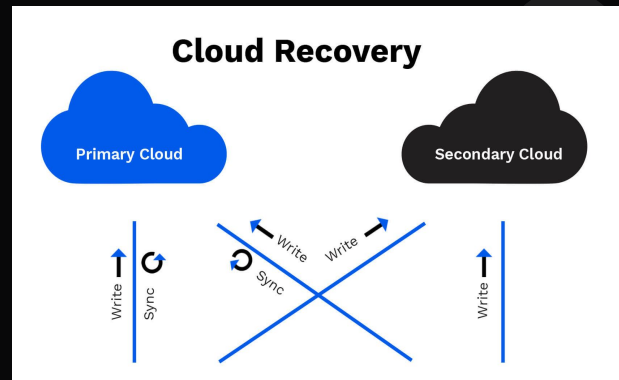 Cloud Recovery
Primary Cloud
Secondary Cloud
Write
Sync
Write
Sync
Write
Write